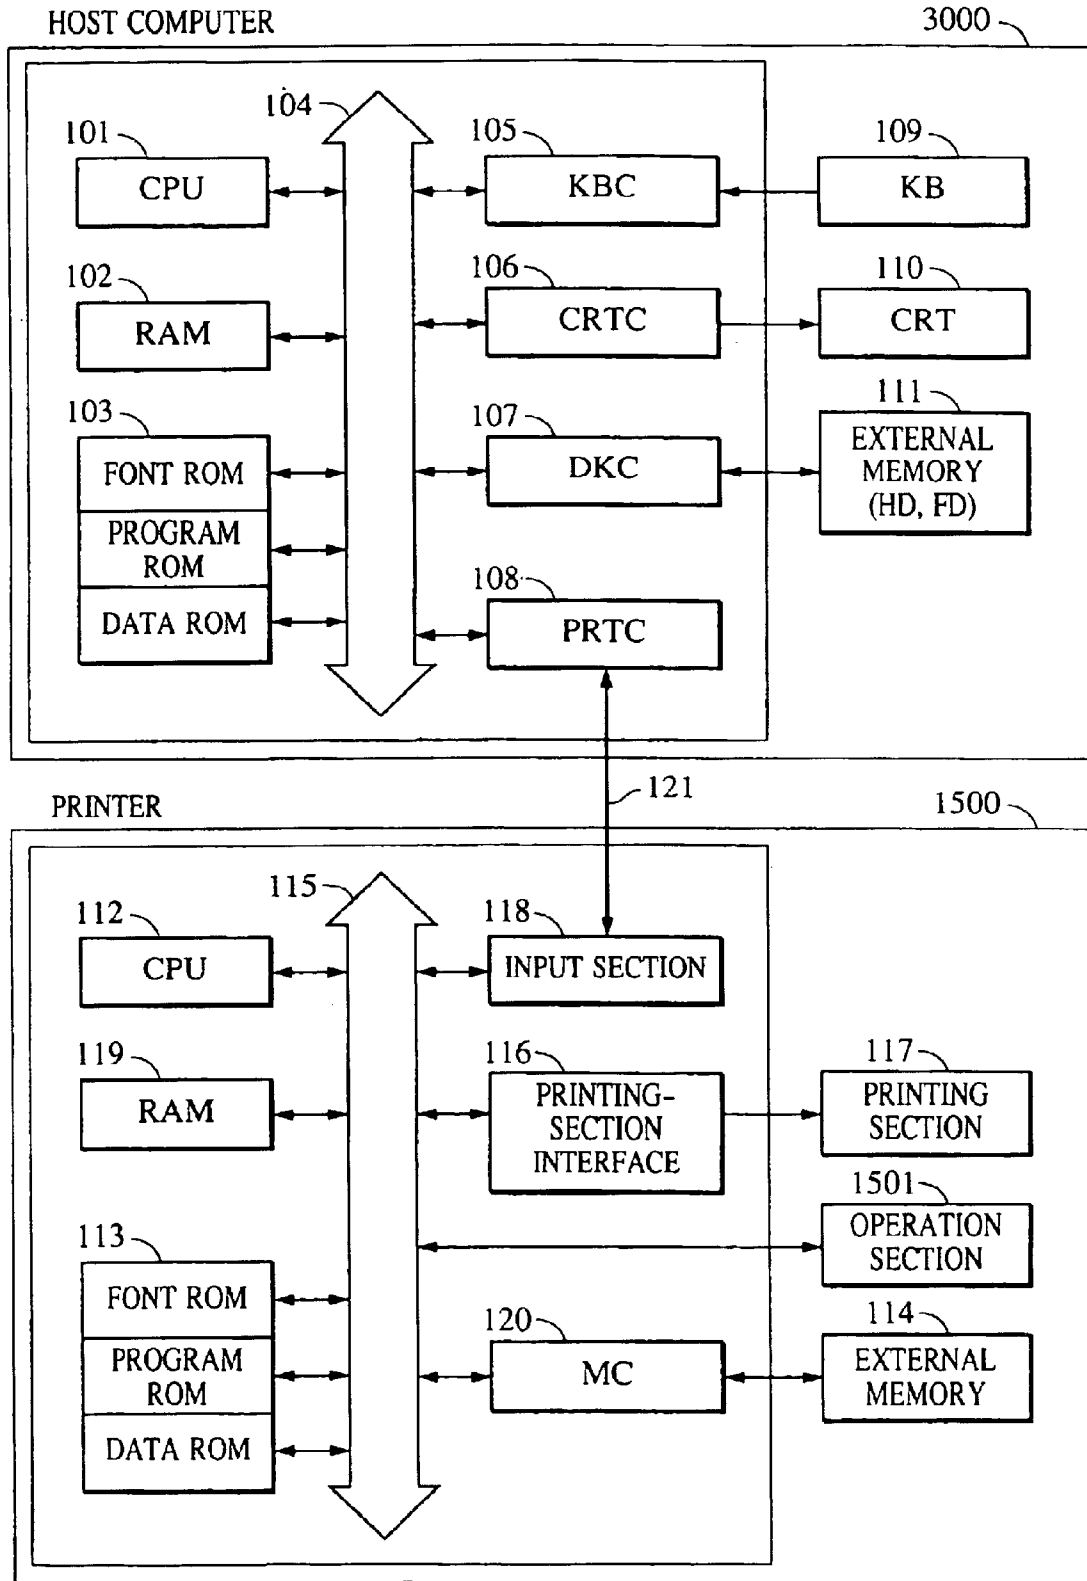 HOST COMPUTER
3000
104
101
CPU
105
KBC
109
KB
102
RAM
106
CRTC
110
CRT
103
FONT ROM
PROGRAM
ROM
DATA ROM
107
DKC
111
EXTERNAL
MEMORY
(HD, FD)
108
PRTC
121
PRINTER
1500
115
112
CPU
118
INPUT SECTION
119
RAM
116
PRINTING-
SECTION
INTERFACE
117
PRINTING
SECTION
1501
OPERATION
SECTION
113
FONT ROM
PROGRAM
ROM
DATA ROM
120
MC
114
EXTERNAL
MEMORY